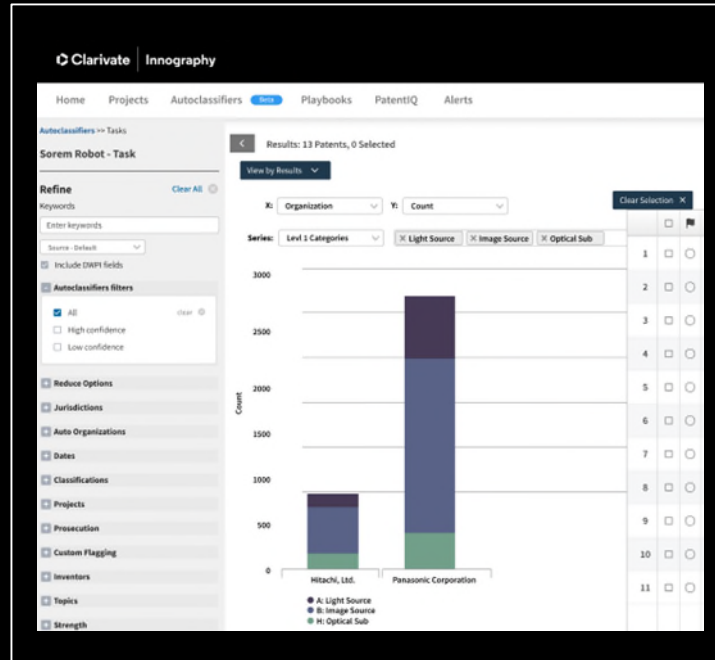 Clarivate | Innography
Home Projects Autoclassifiers Beta Playbooks PatentIQ Alerts
Autoclassifiers >> Tasks
Sorem Robot - Task
Refine Clear All
Keywords
Enter keywords
Source - Default
Include DWPI fields
Autoclassifiers filters
All clear
High confidence
Low confidence
Reduce Options
Jurisdictions
Auto Organizations
Dates
Classifications
Projects
Prosecution
Custom Flagging
Inventors
Topics
Strength
Results: 13 Patents, 0 Selected
View by Results
X: Organization Y: Count
Series: Levl 1 Categories × Light Source × Image Source × Optical Sub
3000
2500
2000
1500
1000
500
0
Count
Hitachi, Ltd. Panasonic Corporation
A: Light Source
B: Image Source
H: Optical Sub
Clear Selection ×
1
2
3
4
5
6
7
8
9
10
11